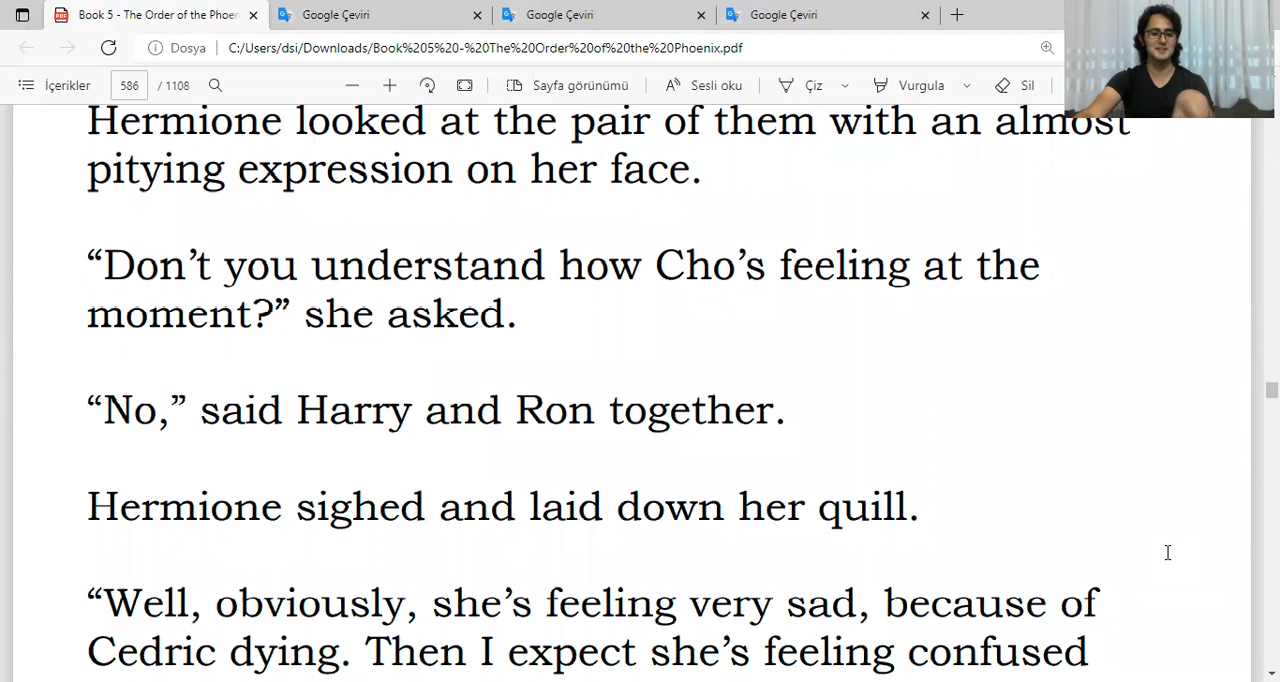 Book 5 - The Order of the Phoen
Google Çeviri
Google Çeviri
Google Çeviri
Dosya
C:/Users/dsi/Downloads/Book%205%20-%20The%20Order%20of%20the%20Phoenix.pdf
İçerikler
586
/ 1108
Sayfa görünümü
Sesli oku
Çiz
Vurgula
Sil
Hermione looked at the pair of them with an almost
pitying expression on her face.
“Don’t you understand how Cho’s feeling at the
moment?” she asked.
“No,” said Harry and Ron together.
Hermione sighed and laid down her quill.
“Well, obviously, she’s feeling very sad, because of
Cedric dying. Then I expect she’s feeling confused